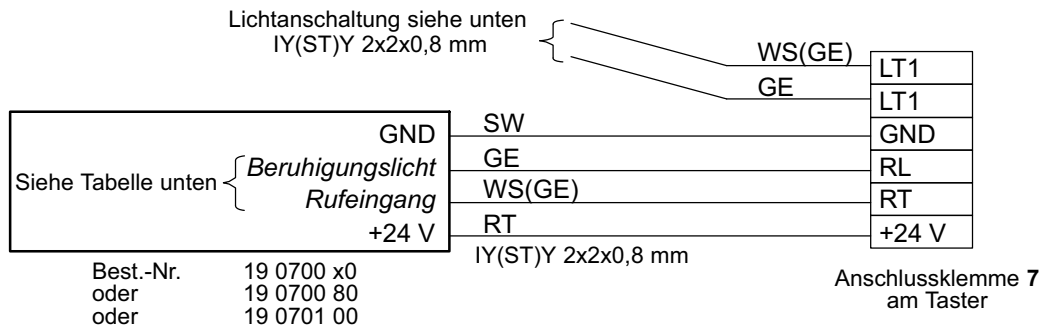 Lichtanschaltung siehe unten
IY(ST)Y 2x2x0,8 mm
WS(GE)
LT1
GE
LT1
GND
SW
GND
Siehe Tabelle unten
Beruhigungslicht
GE
RL
Rufeingang
WS(GE)
RT
+24 V
RT
+24 V
IY(ST)Y 2x2x0,8 mm
Best.-Nr. 19 0700 x0
oder 19 0700 80
oder 19 0701 00
Anschlussklemme 7
am Taster